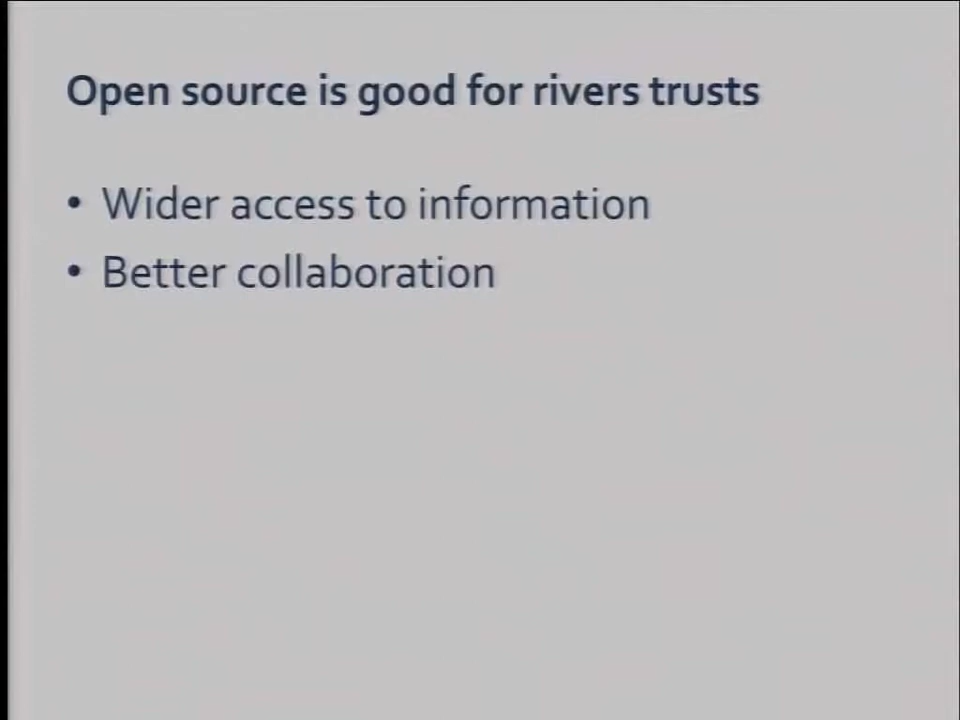 Open source is good for rivers trusts
• Wider access to information
• Better collaboration